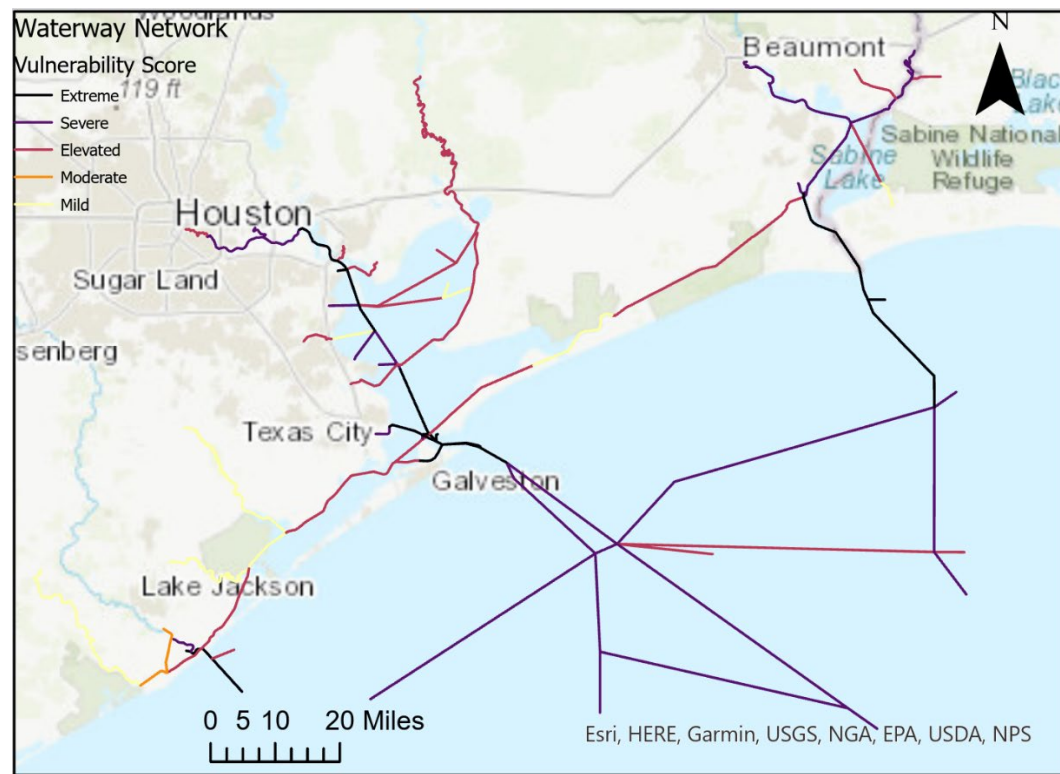 Woodlands
Waterway Network
Vulnerability Score
119 ft
Extreme
Severe
Elevated
Moderate
Mild
N
Beaumont
Sabine National
Wildlife
Refuge
Sabine
Lake
Houston
Sugar Land
senberg
Texas City
Galveston
Lake Jackson
0 5 10 20 Miles
Esri, HERE, Garmin, USGS, NGA, EPA, USDA, NPS